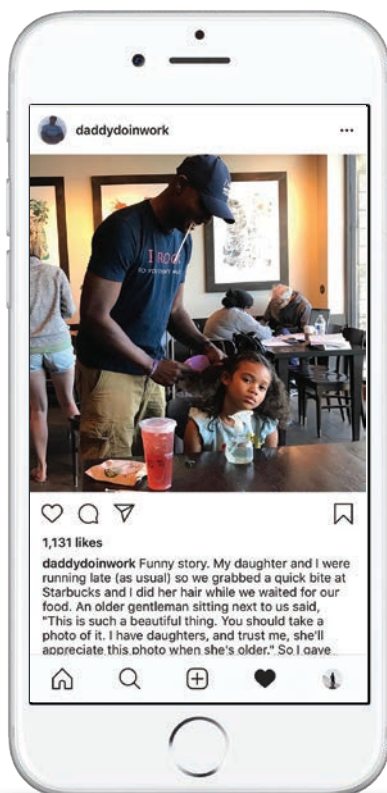 daddydoinwork
I ROCK
1,131 likes
daddydoinwork Funny story. My daughter and I were
running late (as usual) so we grabbed a quick bite at
Starbucks and I did her hair while we waited for our
food. An older gentleman sitting next to us said,
"This is such a beautiful thing. You should take a
photo of it. I have daughters, and trust me, she'll
appreciate this photo when she's older." So I gave